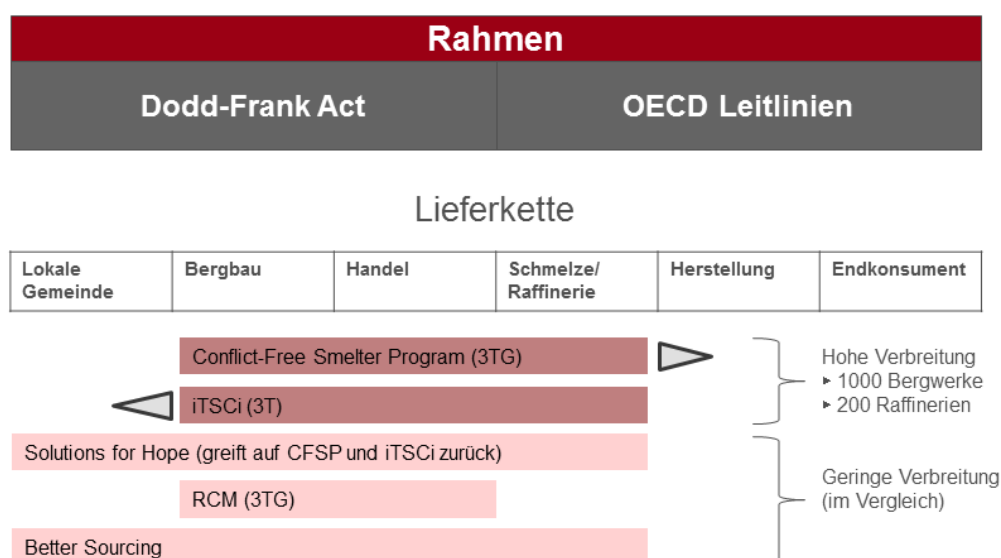 Rahmen
Dodd-Frank Act
OECD Leitlinien
Lieferkette
Lokale
Gemeinde
Bergbau
Handel
Schmelze/
Raffinerie
Herstellung
Endkonsument
Conflict-Free Smelter Program (3TG)
iTSCi (3T)
Hohe Verbreitung
▸ 1000 Bergwerke
▸ 200 Raffinerien
Solutions for Hope (greift auf CFSP und iTSCi zurück)
RCM (3TG)
Better Sourcing
Geringe Verbreitung
(im Vergleich)